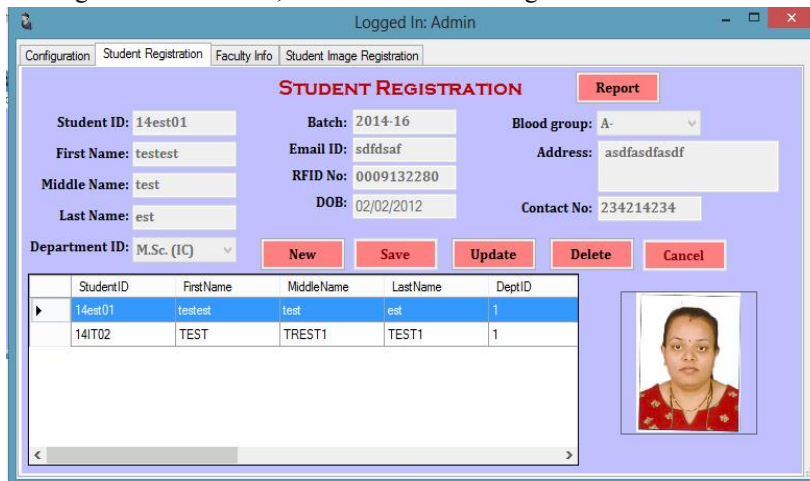 Logged In: Admin
Configuration Student Registration Faculty Info Student Image Registration
STUDENT REGISTRATION
Report
Student ID: 14est01 Batch: 2014-16 Blood group: A-
First Name: testest Email ID: sdfdsaf Address: asdfasdfasdf
Middle Name: test RFID No: 0009132280
Last Name: est DOB: 02/02/2012 Contact No: 234214234
Department ID: M.Sc. (IC) New Save Update Delete Cancel
StudentID FirstName MiddleName LastName DeptID
14est01 testest test est 1
14IT02 TEST TREST1 TEST1 1